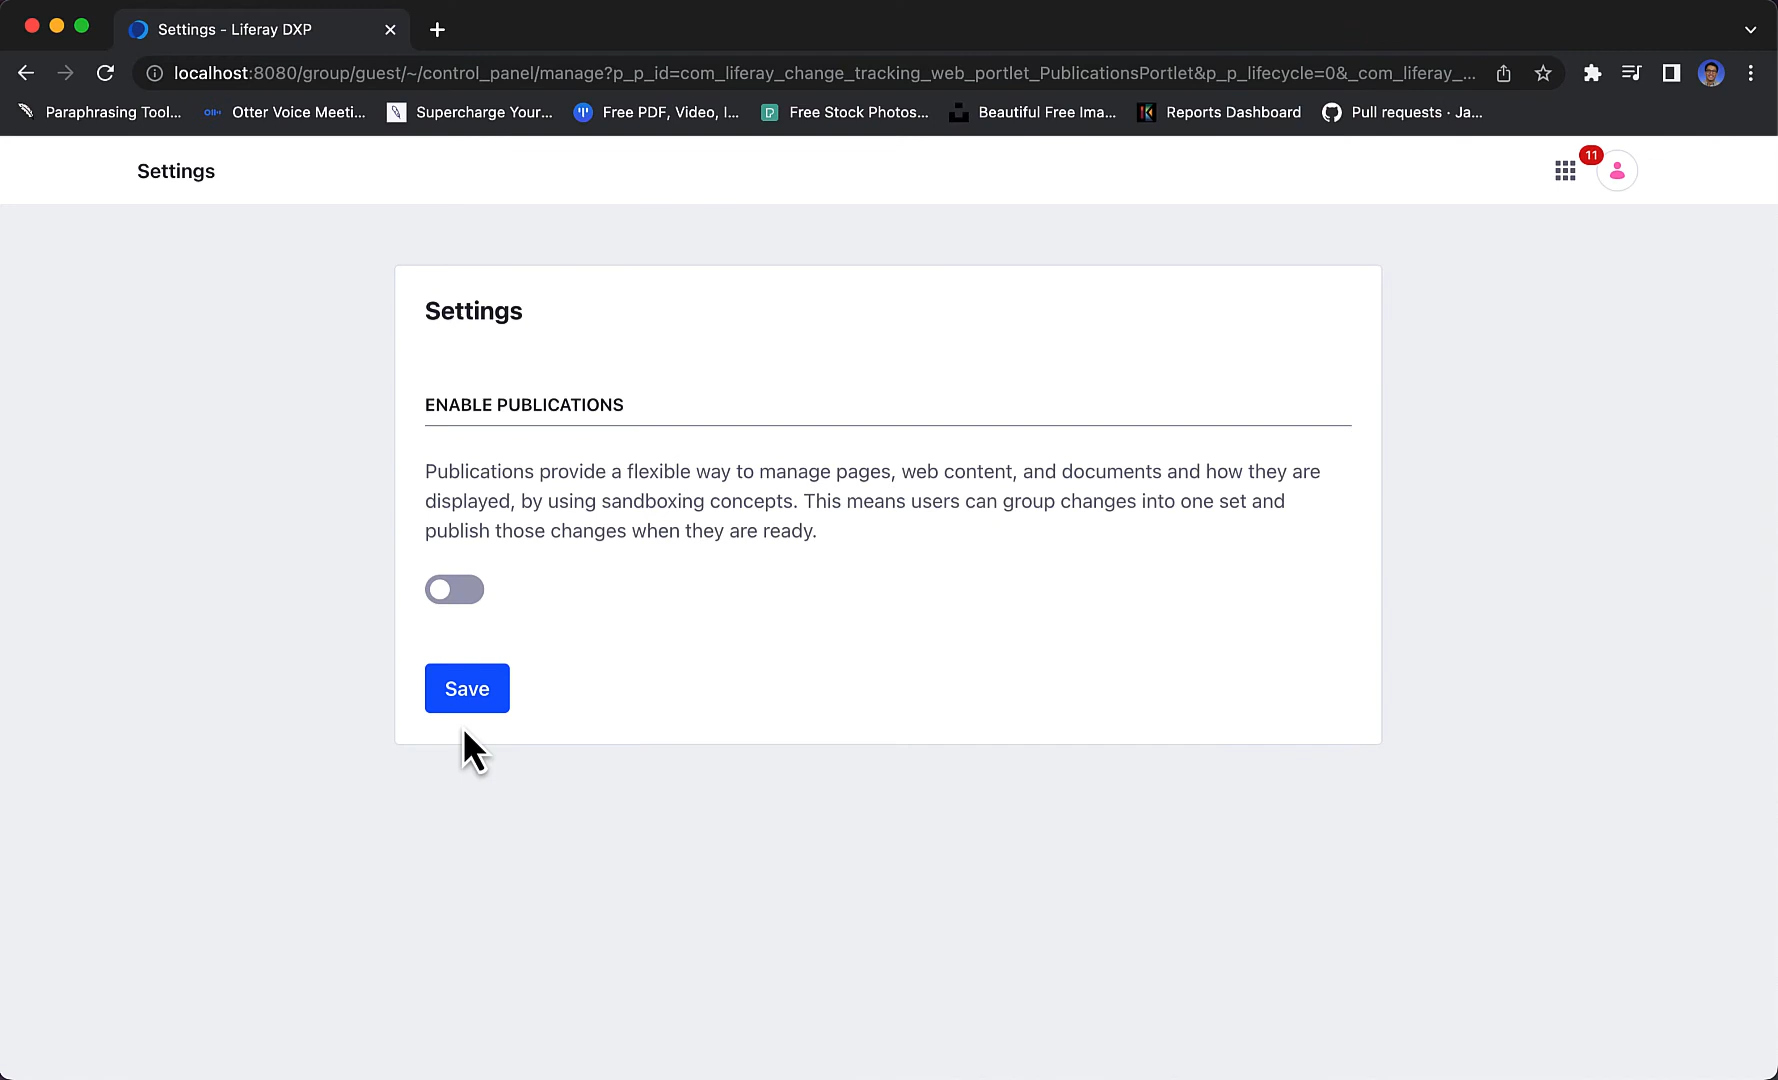 Settings - Liferay DXP
localhost:8080/group/guest/~/control_panel/manage?p_p_id=com_liferay_change_tracking_web_portlet_PublicationsPortlet&p_p_lifecycle=0&_com_liferay_...
Paraphrasing Tool... Otter Voice Meeti... Supercharge Your... Free PDF, Video, I... Free Stock Photos... Beautiful Free Ima... Reports Dashboard Pull requests · Ja...
Settings
11
Settings
ENABLE PUBLICATIONS
Publications provide a flexible way to manage pages, web content, and documents and how they are
displayed, by using sandboxing concepts. This means users can group changes into one set and
publish those changes when they are ready.
Save